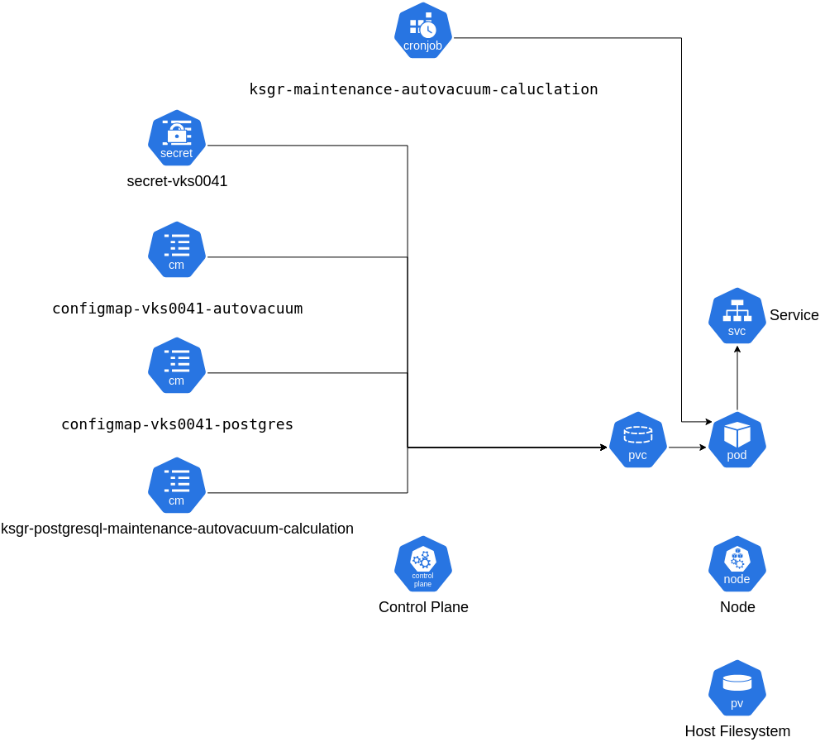 cronjob
ksgr-maintenance-autovacuum-caluclation
secret
secret-vks0041
cm
configmap-vks0041-autovacuum
svc
Service
cm
configmap-vks0041-postgres
pvc
pod
cm
ksgr-postgresql-maintenance-autovacuum-calculation
control
plane
Control Plane
node
Node
pv
Host Filesystem